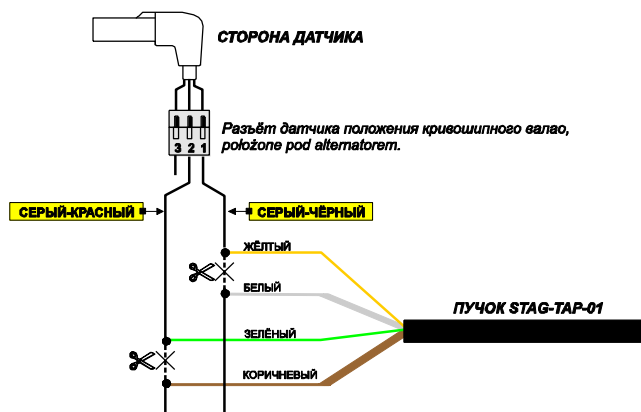 СТОРОНА ДАТЧИКА
Разъём датчика положения кривошипного валао,
położone pod alternatorem.
3 2 1
СЕРЫЙ-КРАСНЫЙ
СЕРЫЙ-ЧЁРНЫЙ
ЖЁЛТЫЙ
БЕЛЫЙ
ПУЧОК STAG-TAP-01
ЗЕЛЁНЫЙ
КОРИЧНЕВЫЙ